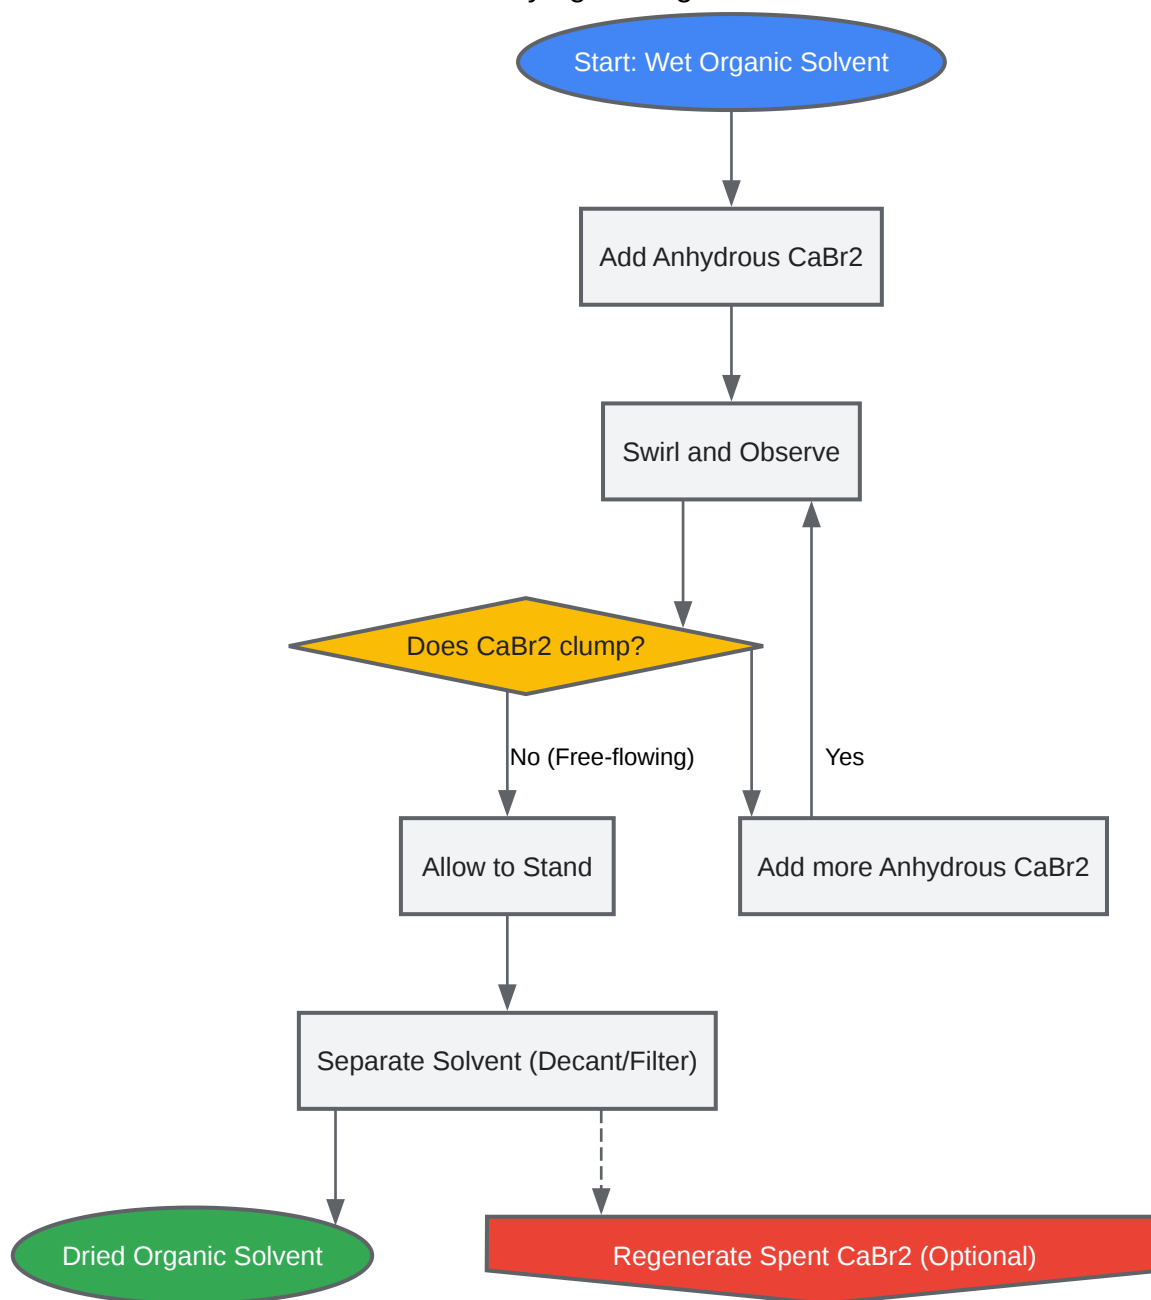 Start: Wet Organic Solvent
Add Anhydrous CaBr2
Swirl and Observe
Does CaBr2 clump?
No (Free-flowing)
Yes
Allow to Stand
Add more Anhydrous CaBr2
Separate Solvent (Decant/Filter)
Dried Organic Solvent
Regenerate Spent CaBr2 (Optional)